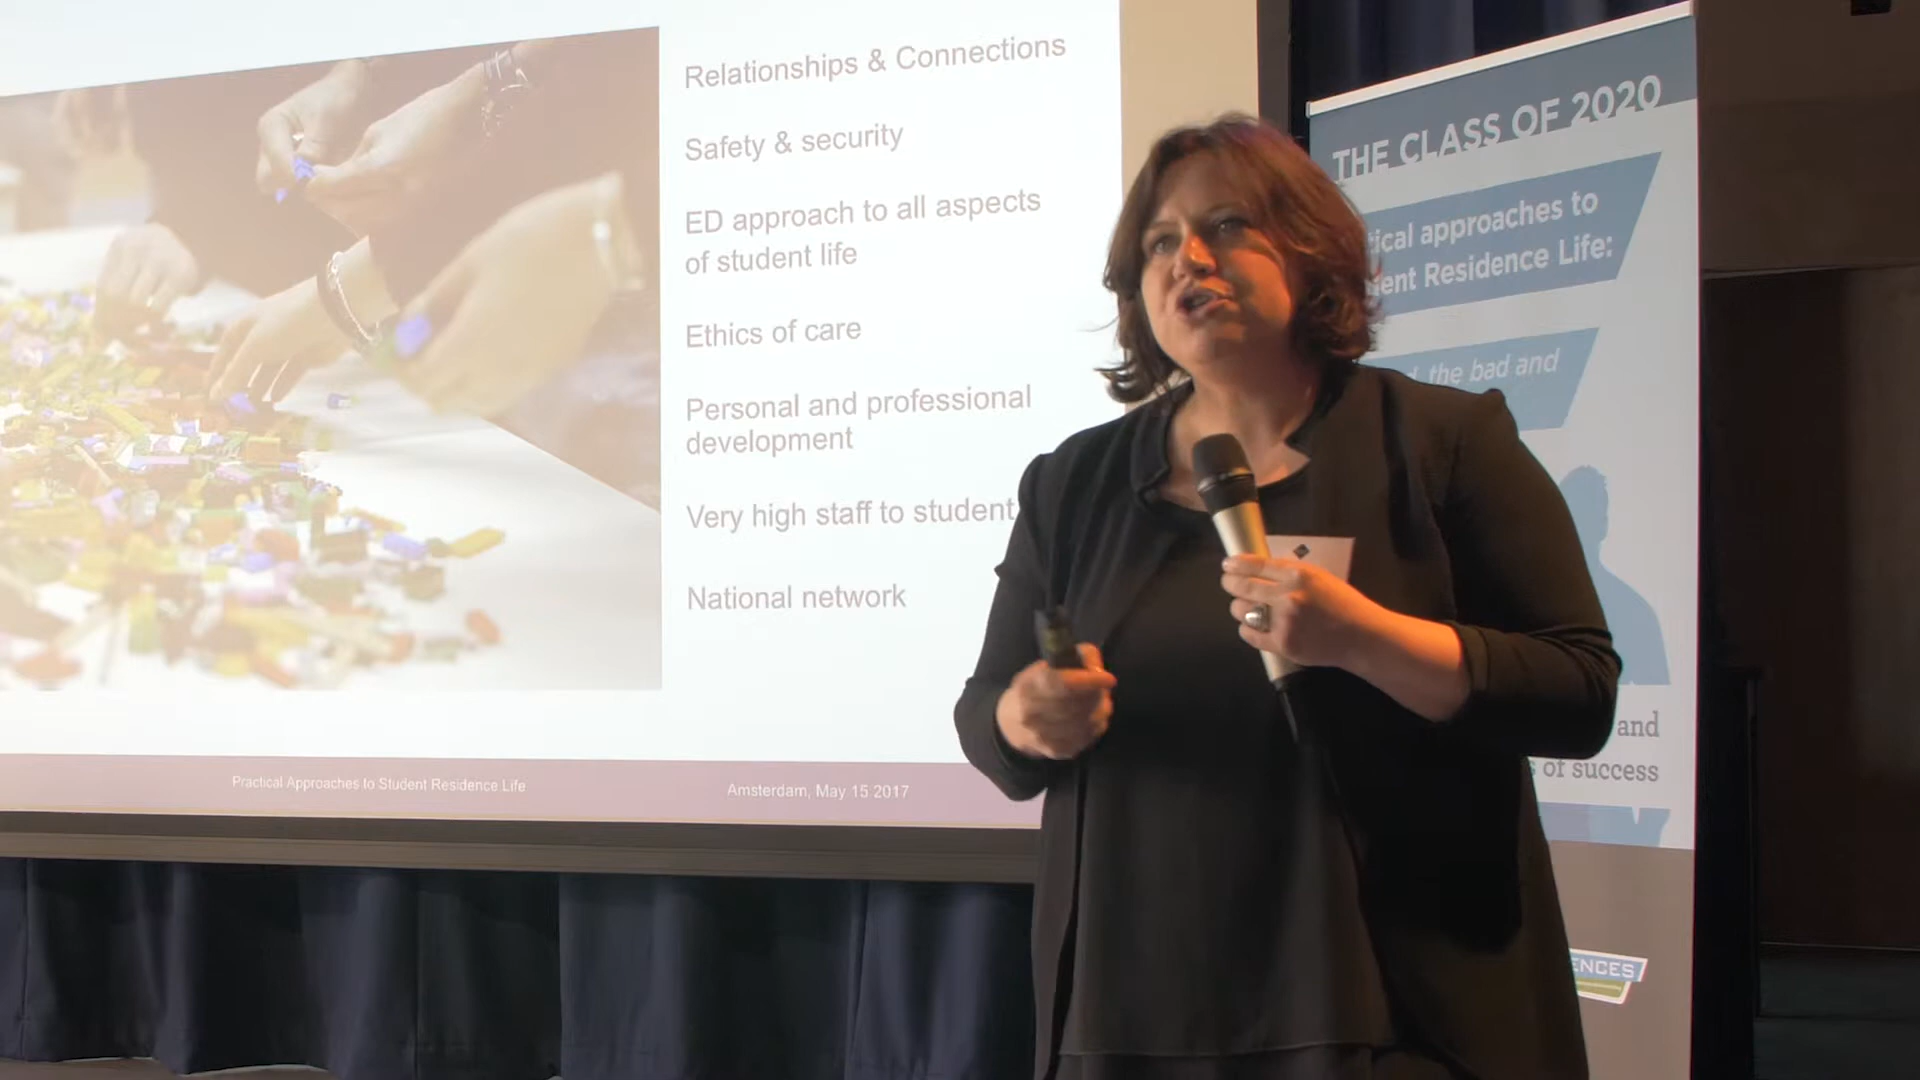 Relationships & Connections
Safety & security
ED approach to all aspects
of student life
Ethics of care
Personal and professional
development
Very high staff to student
National network
Practical Approaches to Student Residence Life
Amsterdam, May 15 2017
THE CLASS OF 2020
tical approaches to
ent Residence Life:
the bad and
and
of success
ENCES